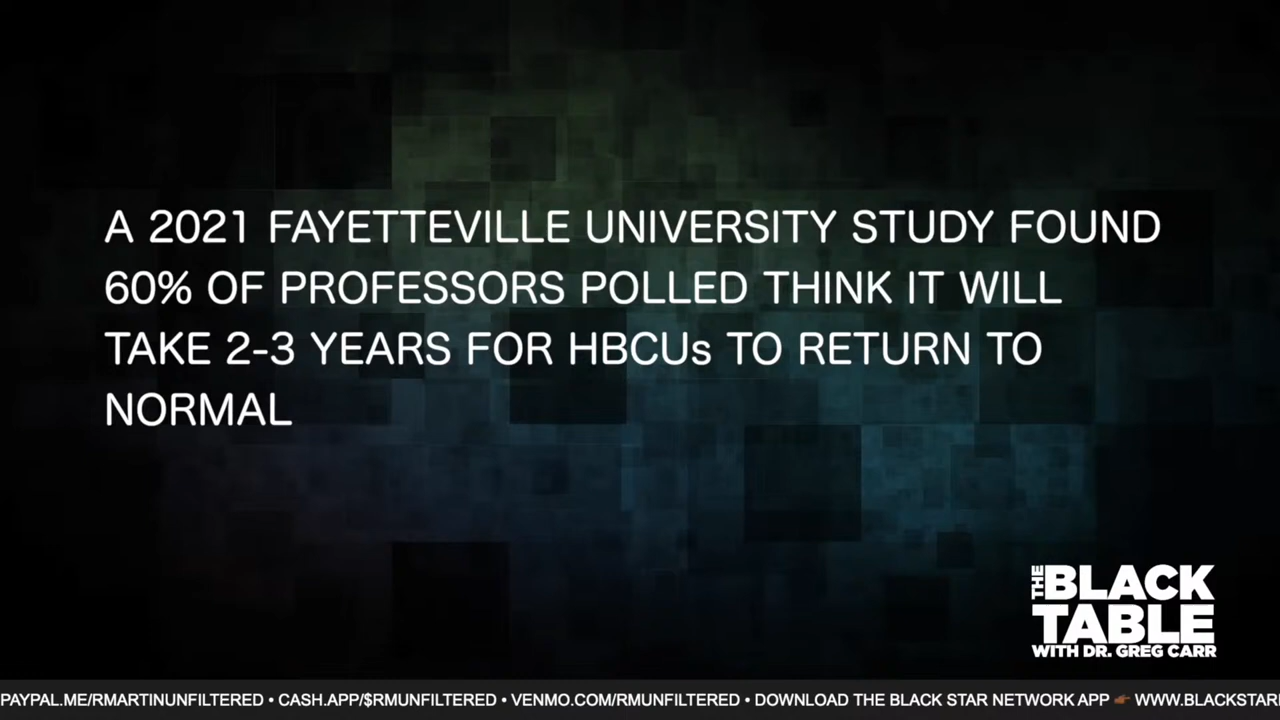 A 2021 FAYETTEVILLE UNIVERSITY STUDY FOUND
60% OF PROFESSORS POLLED THINK IT WILL
TAKE 2-3 YEARS FOR HBCUs TO RETURN TO
NORMAL
THE BLACK
TABLE
WITH DR. GREG CARR
PAYPAL.ME/RMARTINUNFILTERED • CASH.APP/$RMUNFILTERED • VENMO.COM/RMUNFILTERED • DOWNLOAD THE BLACK STAR NETWORK APP 👉🏾 WWW.BLACKSTAR